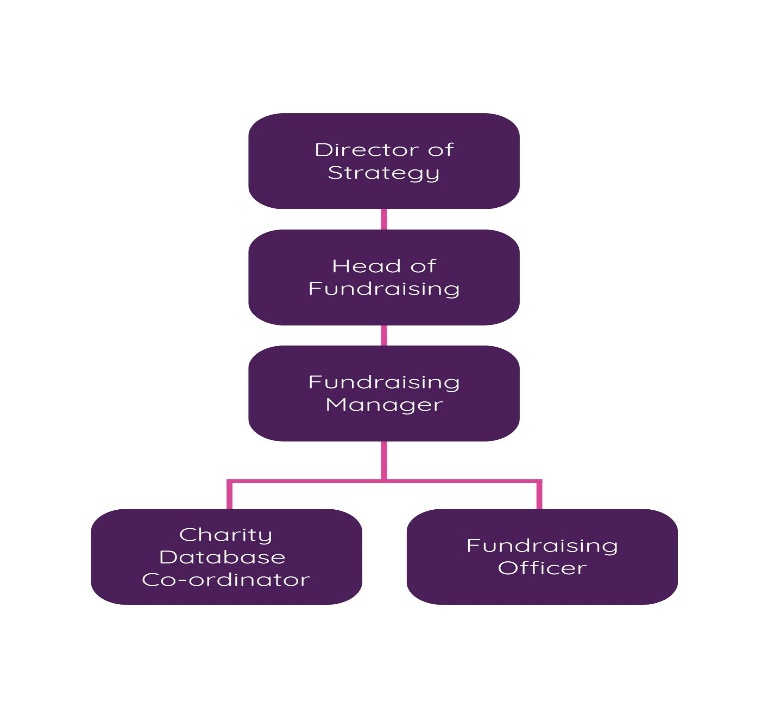 Director of
Strategy
Head of
Fundraising
Fundraising
Manager
Charity
Database
Co-ordinator
Fundraising
Officer